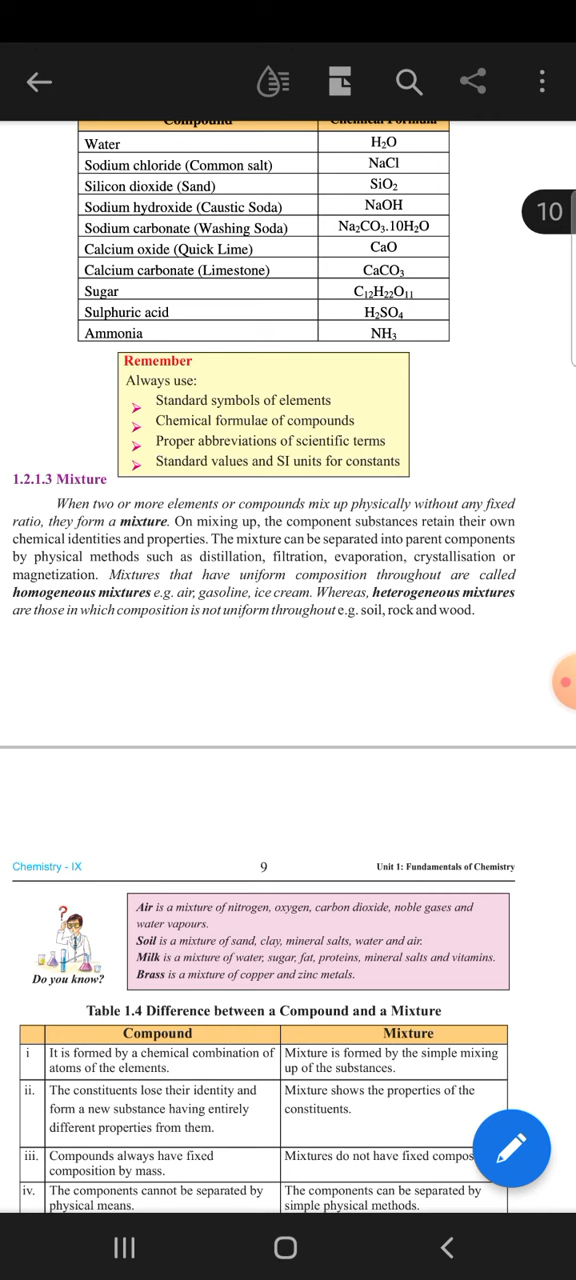 Compound Chemical Formula
Water H₂O
Sodium chloride (Common salt) NaCl
Silicon dioxide (Sand) SiO₂
Sodium hydroxide (Caustic Soda) NaOH
Sodium carbonate (Washing Soda) Na₂CO₃.10H₂O
Calcium oxide (Quick Lime) CaO
Calcium carbonate (Limestone) CaCO₃
Sugar C₁₂H₂₂O₁₁
Sulphuric acid H₂SO₄
Ammonia NH₃
10
Remember
Always use:
Standard symbols of elements
Chemical formulae of compounds
Proper abbreviations of scientific terms
Standard values and SI units for constants
1.2.1.3 Mixture
When two or more elements or compounds mix up physically without any fixed
ratio, they form a mixture. On mixing up, the component substances retain their own
chemical identities and properties. The mixture can be separated into parent components
by physical methods such as distillation, filtration, evaporation, crystallisation or
magnetization. Mixtures that have uniform composition throughout are called
homogeneous mixtures e.g. air, gasoline, ice cream. Whereas, heterogeneous mixtures
are those in which composition is not uniform throughout e.g. soil, rock and wood.
Chemistry - IX 9 Unit 1: Fundamentals of Chemistry
?
Do you know?
Air is a mixture of nitrogen, oxygen, carbon dioxide, noble gases and
water vapours.
Soil is a mixture of sand, clay, mineral salts, water and air.
Milk is a mixture of water, sugar, fat, proteins, mineral salts and vitamins.
Brass is a mixture of copper and zinc metals.
Table 1.4 Difference between a Compound and a Mixture
Compound Mixture
i It is formed by a chemical combination of Mixture is formed by the simple mixing
atoms of the elements. up of the substances.
ii. The constituents lose their identity and Mixture shows the properties of the
form a new substance having entirely constituents.
different properties from them.
iii. Compounds always have fixed Mixtures do not have fixed compos
composition by mass.
iv. The components cannot be separated by The components can be separated by
physical means. simple physical methods.